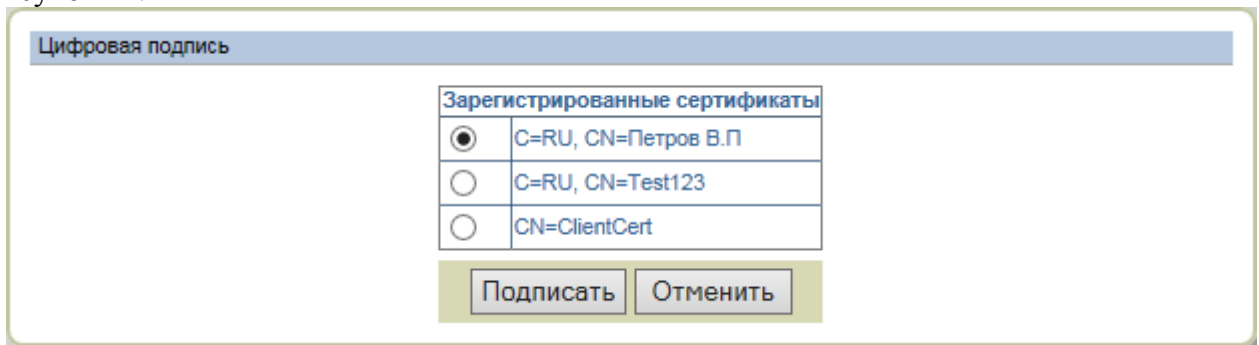 Цифровая подпись
Зарегистрированные сертификаты
C=RU, CN=Петров В.П
C=RU, CN=Test123
CN=ClientCert
Подписать Отменить